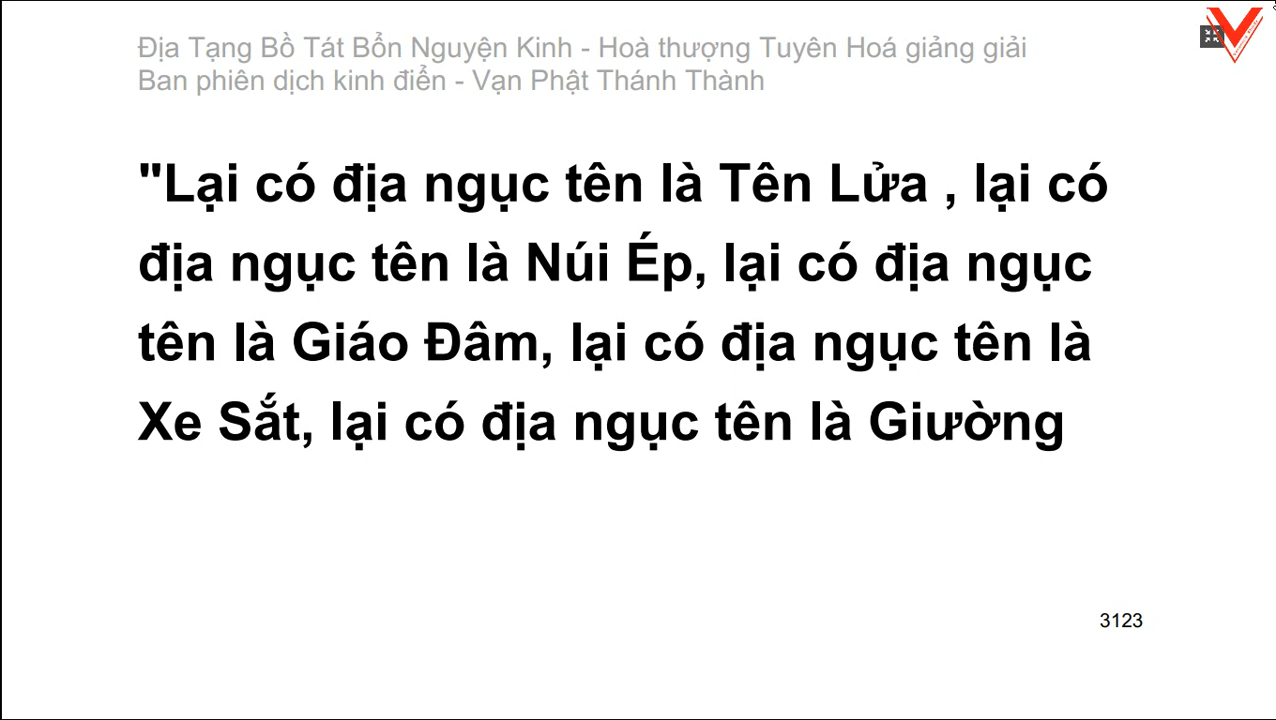 Địa Tạng Bồ Tát Bổn Nguyện Kinh - Hoà thượng Tuyên Hoá giảng giải
Ban phiên dịch kinh điển - Vạn Phật Thánh Thành
"Lại có địa ngục tên là Tên Lửa , lại có
địa ngục tên là Núi Ép, lại có địa ngục
tên là Giáo Đâm, lại có địa ngục tên là
Xe Sắt, lại có địa ngục tên là Giường
3123